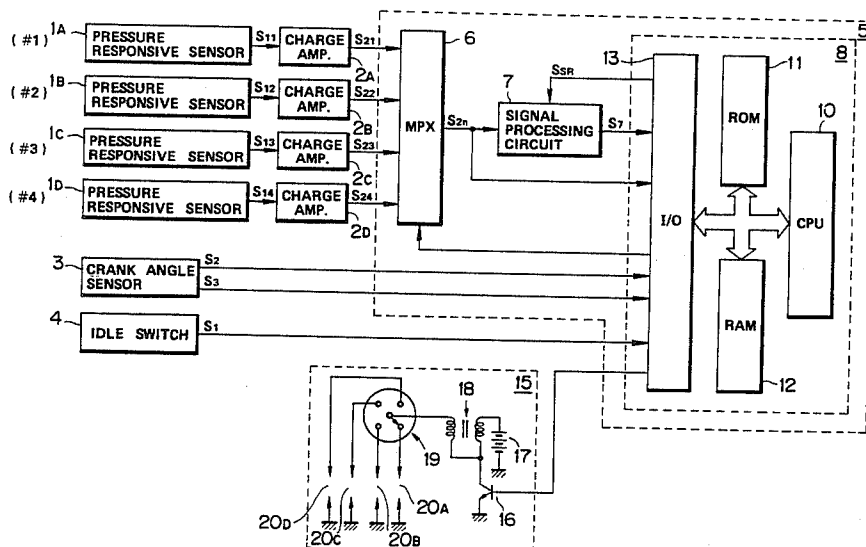 (#1) 1A PRESSURE RESPONSIVE SENSOR S11 CHARGE AMP. 2A S21
(#2) 1B PRESSURE RESPONSIVE SENSOR S12 CHARGE AMP. 2B S22
(#3) 1C PRESSURE RESPONSIVE SENSOR S13 CHARGE AMP. 2C S23
(#4) 1D PRESSURE RESPONSIVE SENSOR S14 CHARGE AMP. 2D S24
6 MPX S2n
7 SIGNAL PROCESSING CIRCUIT SSR S7
5
8
13 I/O
11 ROM
10 CPU
RAM 12
3 CRANK ANGLE SENSOR S2 S3
4 IDLE SWITCH S1
15
18
19
17
16
20D 20C 20B 20A